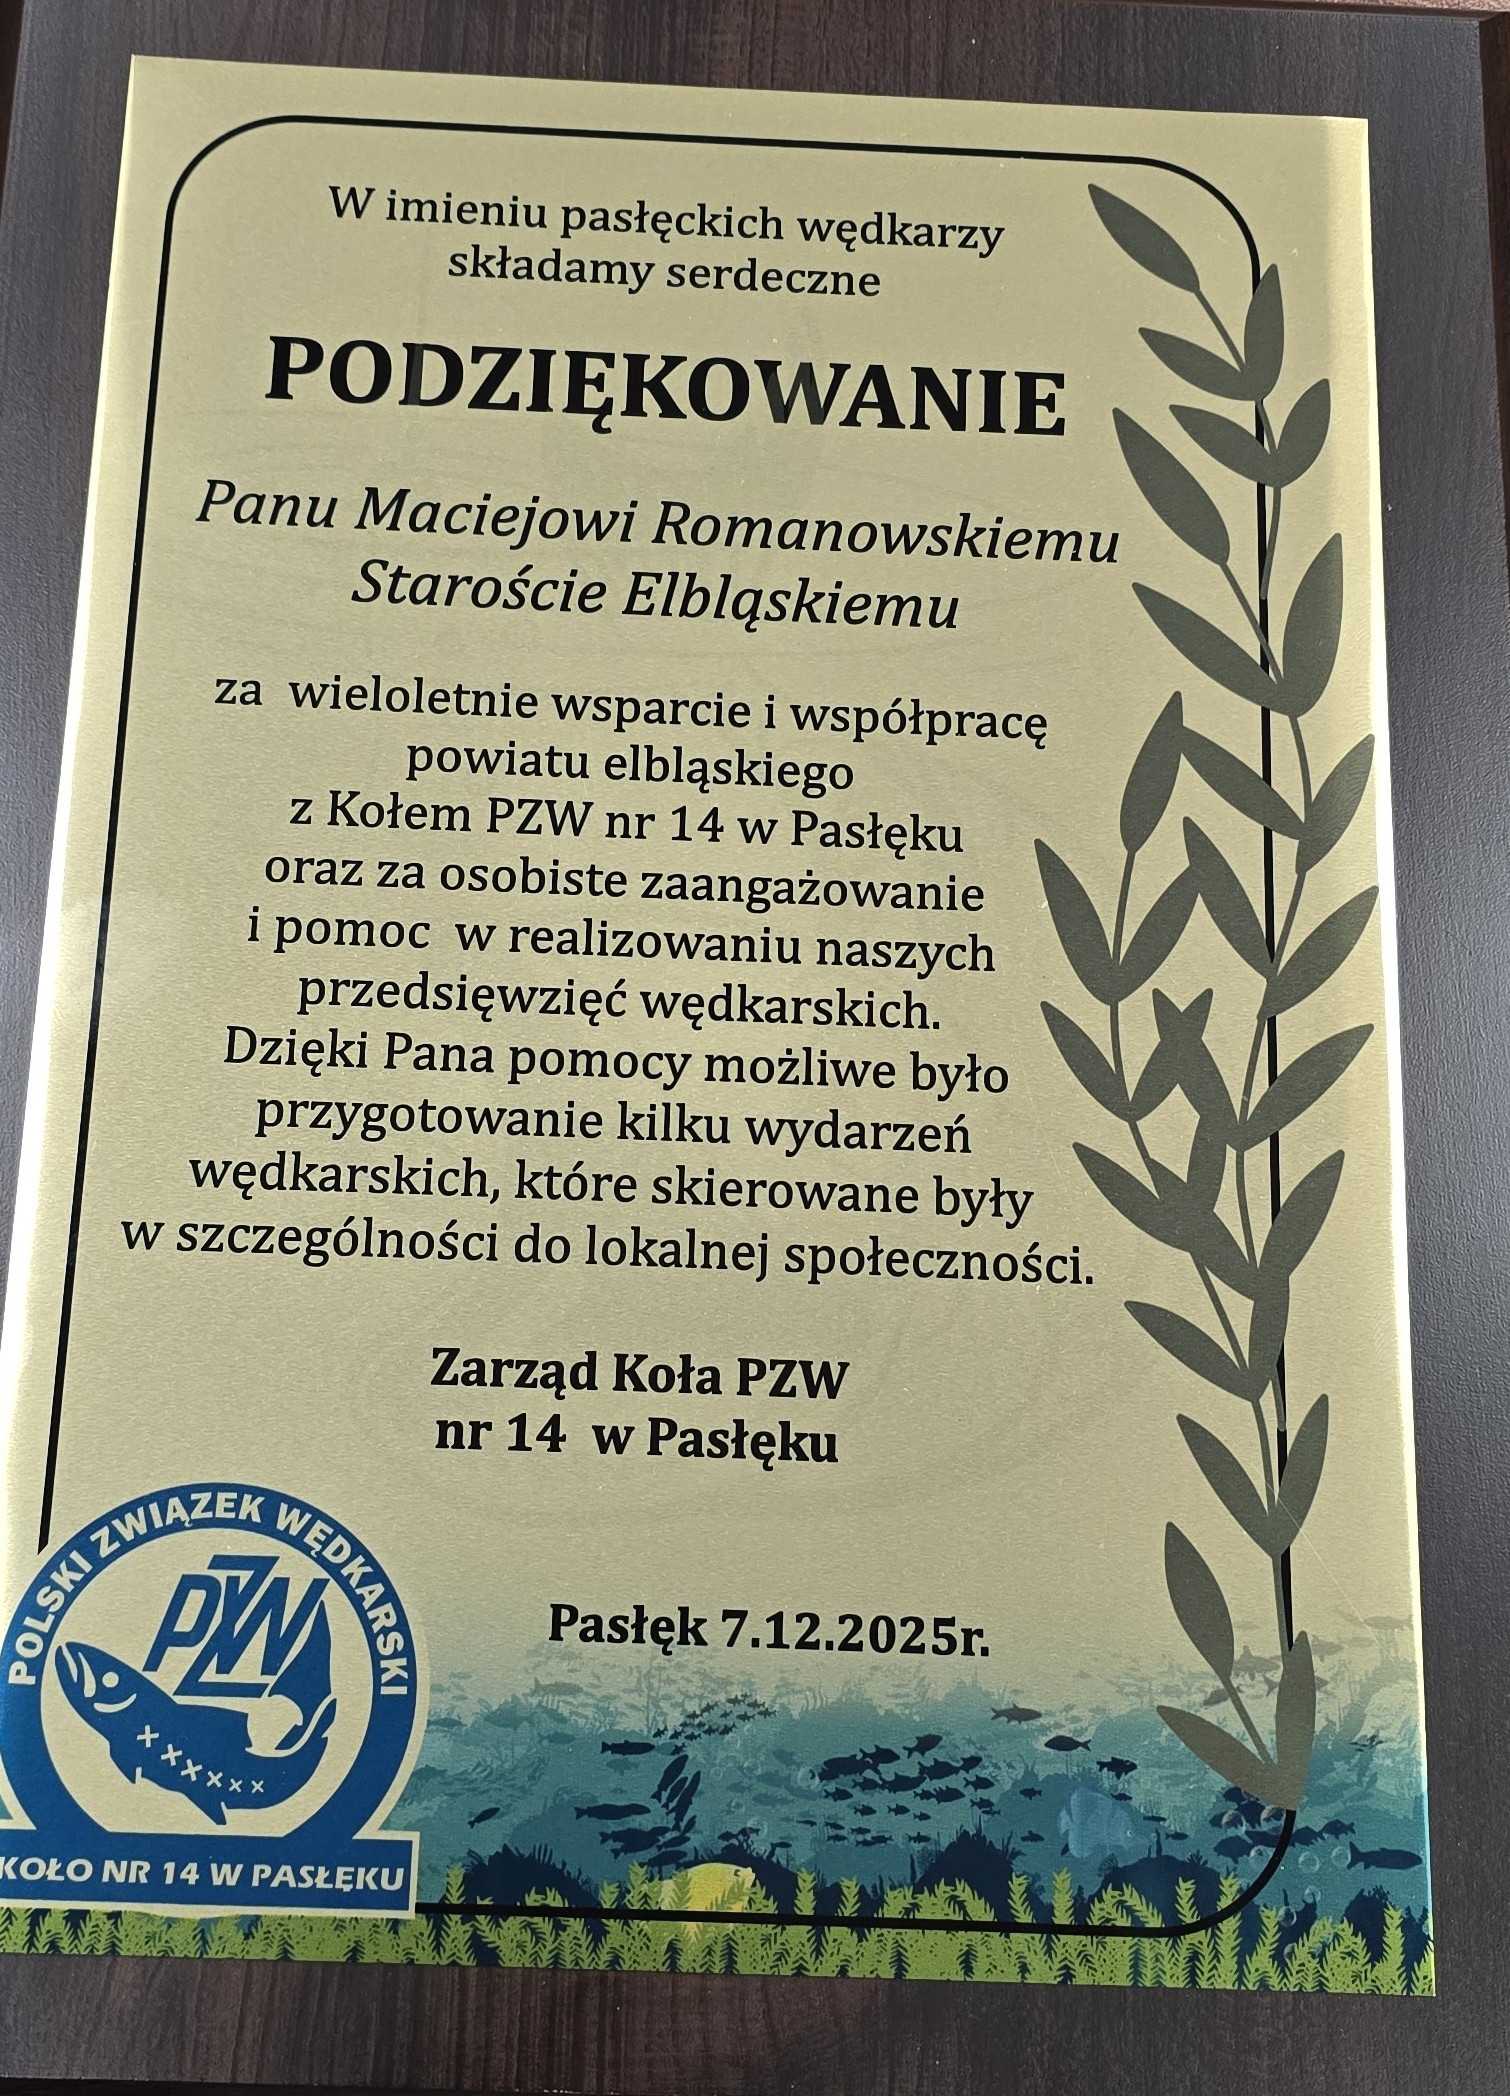 W imieniu pasłęckich wędkarzy
składamy serdeczne
PODZIĘKOWANIE
Panu Maciejowi Romanowskiemu
Staroście Elbląskiemu
za wieloletnie wsparcie i współpracę
powiatu elbląskiego
z Kołem PZW nr 14 w Pasłęku
oraz za osobiste zaangażowanie
i pomoc w realizowaniu naszych
przedsięwzięć wędkarskich.
Dzięki Pana pomocy możliwe było
przygotowanie kilku wydarzeń
wędkarskich, które skierowane były
w szczególności do lokalnej społeczności.
Zarząd Koła PZW
nr 14 w Pasłęku
POLSKI ZWIĄZEK WĘDKARSKI
PZW
KOŁO NR 14 W PASŁĘKU
Pasłęk 7.12.2025r.